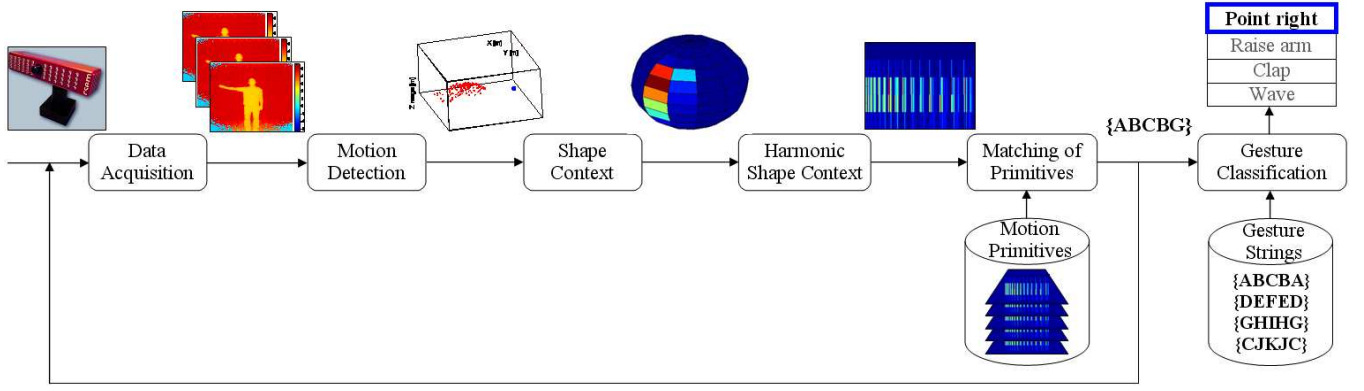 Point right
Raise arm
Clap
Wave
X [m]
Y [m]
Z range [m]
{ABCBG}
Data
Acquisition
Motion
Detection
Shape
Context
Harmonic
Shape Context
Matching of
Primitives
Gesture
Classification
Motion
Primitives
Gesture
Strings
{ABCBA}
{DEFED}
{GHIHG}
{CJKJC}